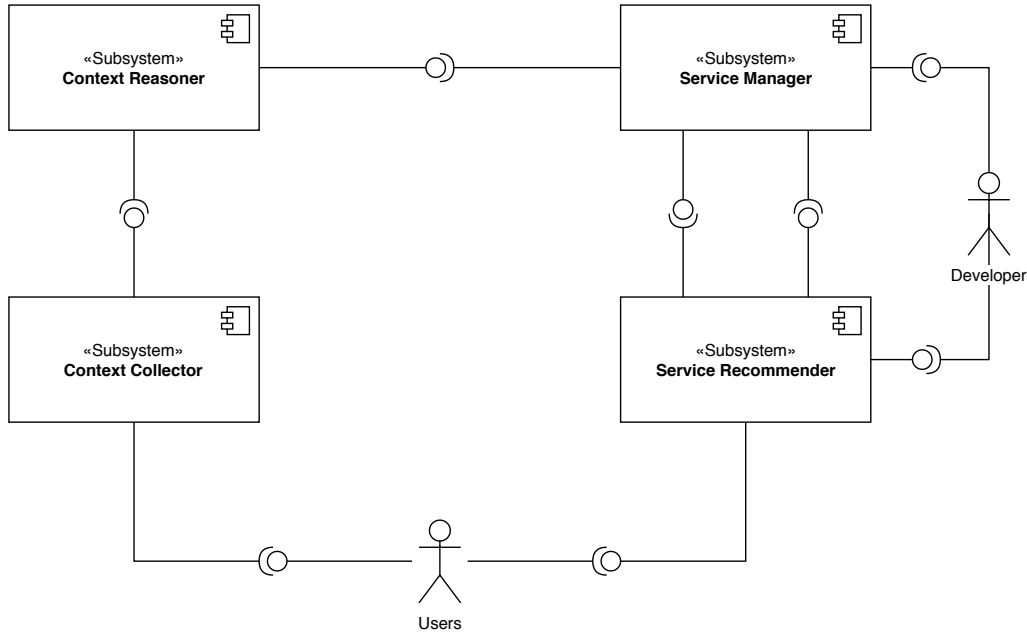 «Subsystem»
Context Reasoner
«Subsystem»
Service Manager
Developer
«Subsystem»
Context Collector
«Subsystem»
Service Recommender
Users